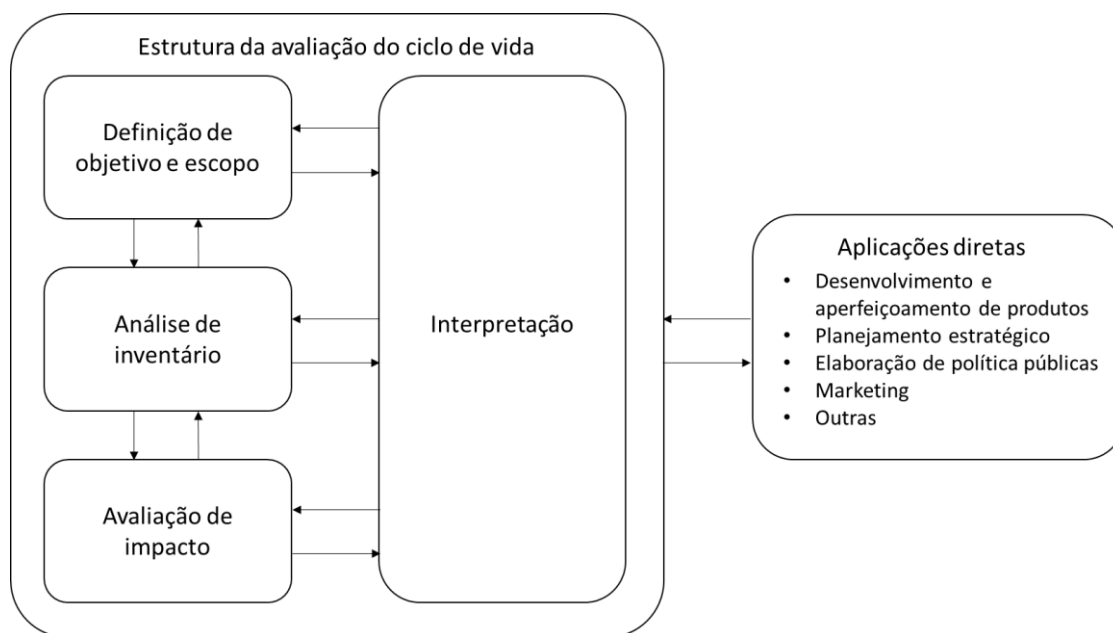 Estrutura da avaliação do ciclo de vida
Definição de
objetivo e escopo
Análise de
inventário
Avaliação de
impacto
Interpretação
Aplicações diretas
• Desenvolvimento e
aperfeiçoamento de produtos
• Planejamento estratégico
• Elaboração de política públicas
• Marketing
• Outras